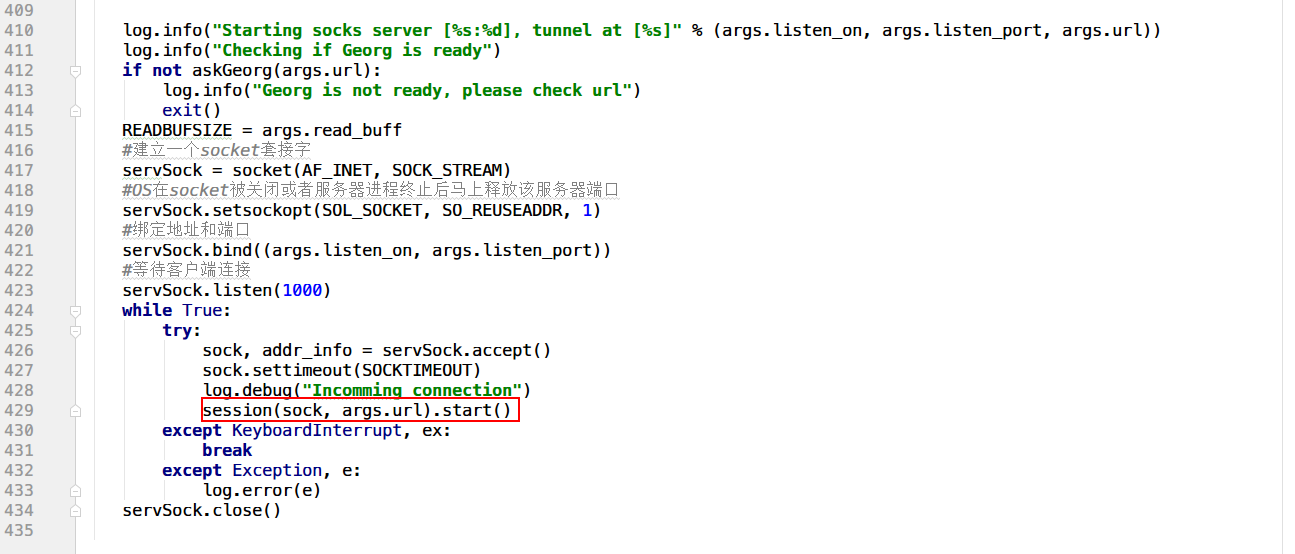 409
410 log.info("Starting socks server [%s:%d], tunnel at [%s]" % (args.listen_on, args.listen_port, args.url))
411 log.info("Checking if Georg is ready")
412 if not askGeorg(args.url):
413 log.info("Georg is not ready, please check url")
414 exit()
415 READBUFSIZE = args.read_buff
416 #建立一个socket套接字
417 servSock = socket(AF_INET, SOCK_STREAM)
418 #OS在socket被关闭或者服务器进程终止后马上释放该服务器端口
419 servSock.setsockopt(SOL_SOCKET, SO_REUSEADDR, 1)
420 #绑定地址和端口
421 servSock.bind((args.listen_on, args.listen_port))
422 #等待客户端连接
423 servSock.listen(1000)
424 while True:
425 try:
426 sock, addr_info = servSock.accept()
427 sock.settimeout(SOCKTIMEOUT)
428 log.debug("Incomming connection")
429 session(sock, args.url).start()
430 except KeyboardInterrupt, ex:
431 break
432 except Exception, e:
433 log.error(e)
434 servSock.close()
435